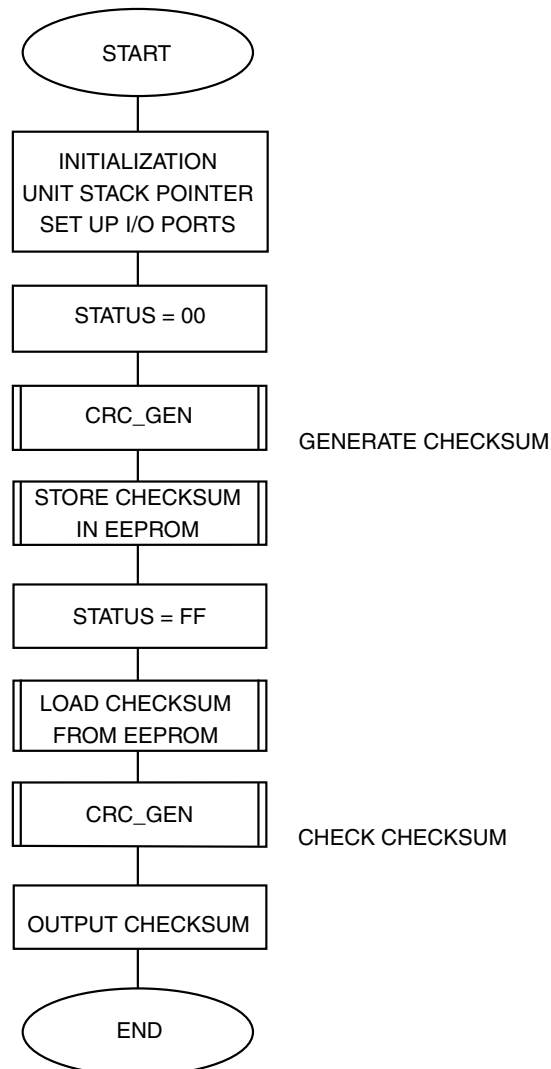 START
INITIALIZATION
UNIT STACK POINTER
SET UP I/O PORTS
STATUS = 00
CRC_GEN
GENERATE CHECKSUM
STORE CHECKSUM
IN EEPROM
STATUS = FF
LOAD CHECKSUM
FROM EEPROM
CRC_GEN
CHECK CHECKSUM
OUTPUT CHECKSUM
END